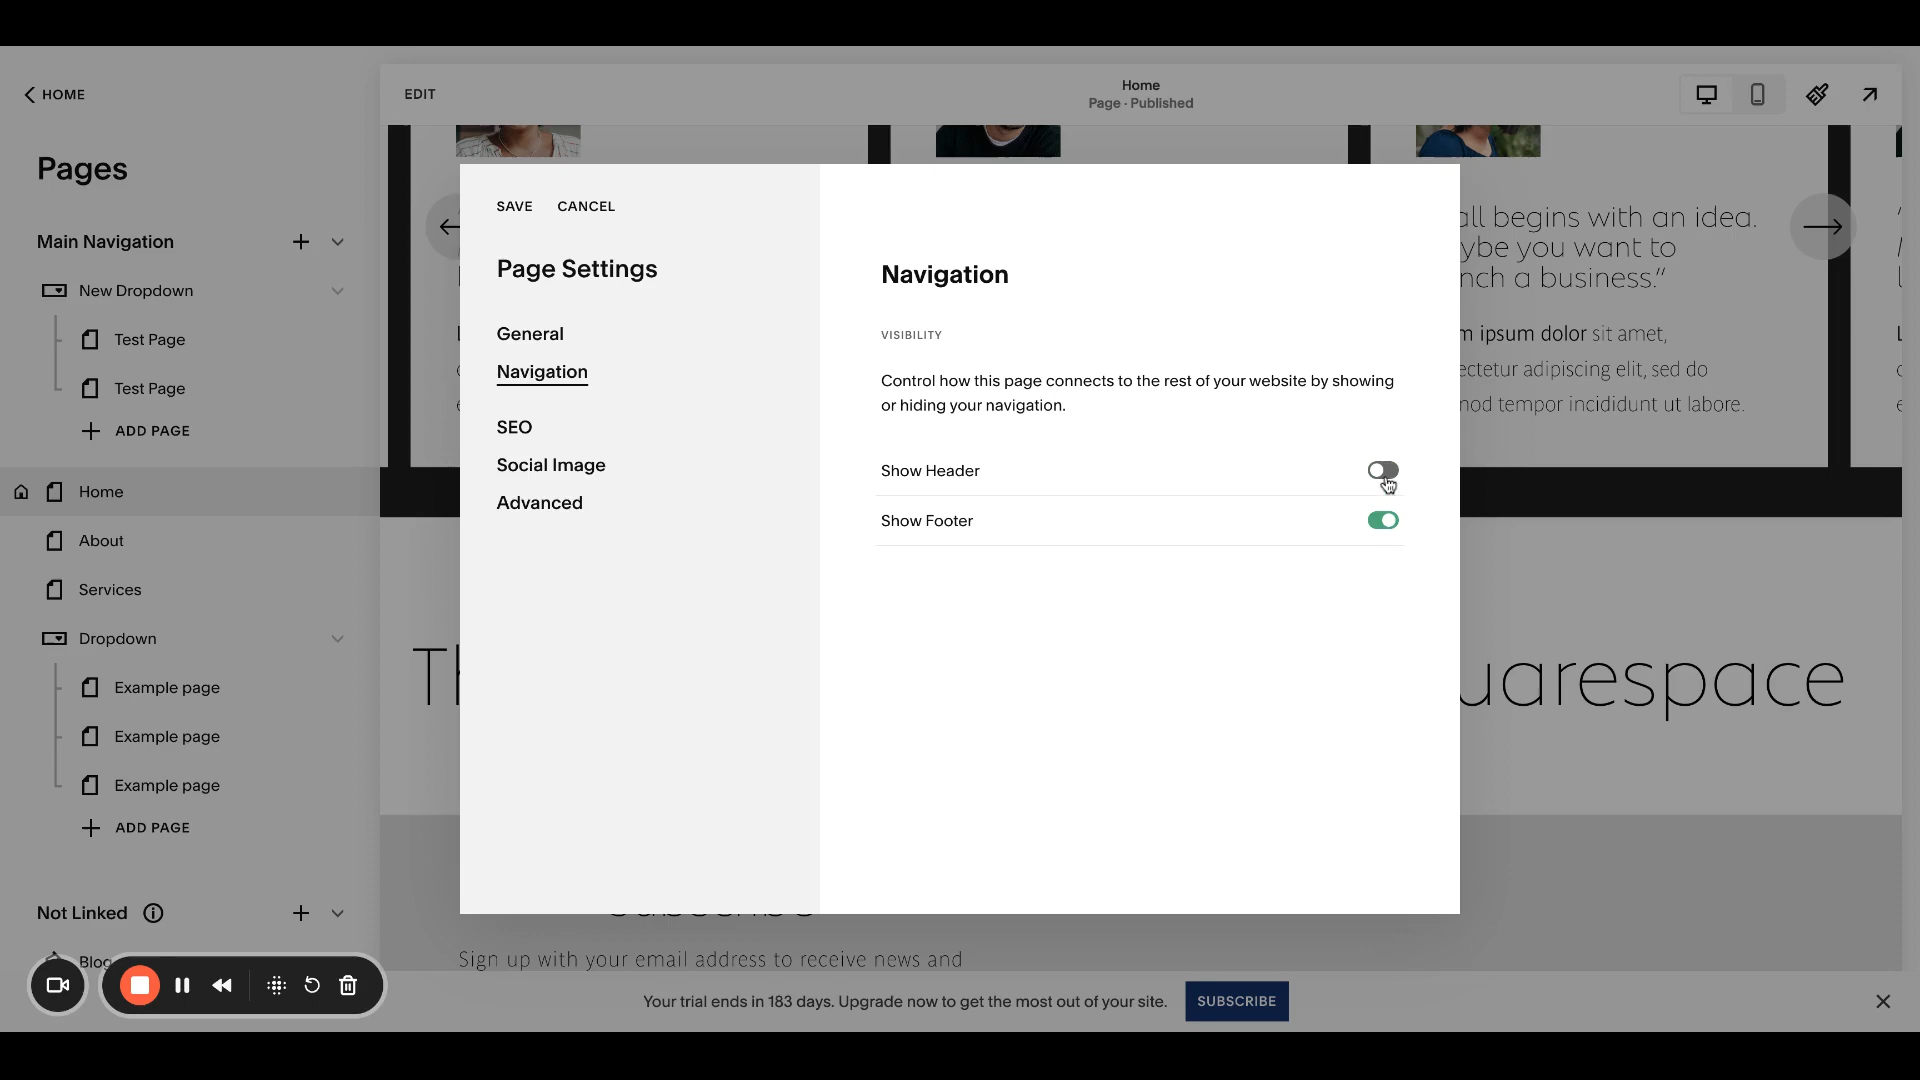 HOME
EDIT
Home
Page · Published
Pages
Main Navigation
New Dropdown
Test Page
Test Page
ADD PAGE
Home
About
Services
Dropdown
Example page
Example page
Example page
ADD PAGE
Not Linked
Blog
SAVE CANCEL
Page Settings
General
Navigation
SEO
Social Image
Advanced
Navigation
VISIBILITY
Control how this page connects to the rest of your website by showing
or hiding your navigation.
Show Header
Show Footer
all begins with an idea.
ybe you want to
nch a business.”
m ipsum dolor sit amet,
ectetur adipiscing elit, sed do
mod tempor incididunt ut labore.
Th
uarespace
Sign up with your email address to receive news and
Your trial ends in 183 days. Upgrade now to get the most out of your site. SUBSCRIBE